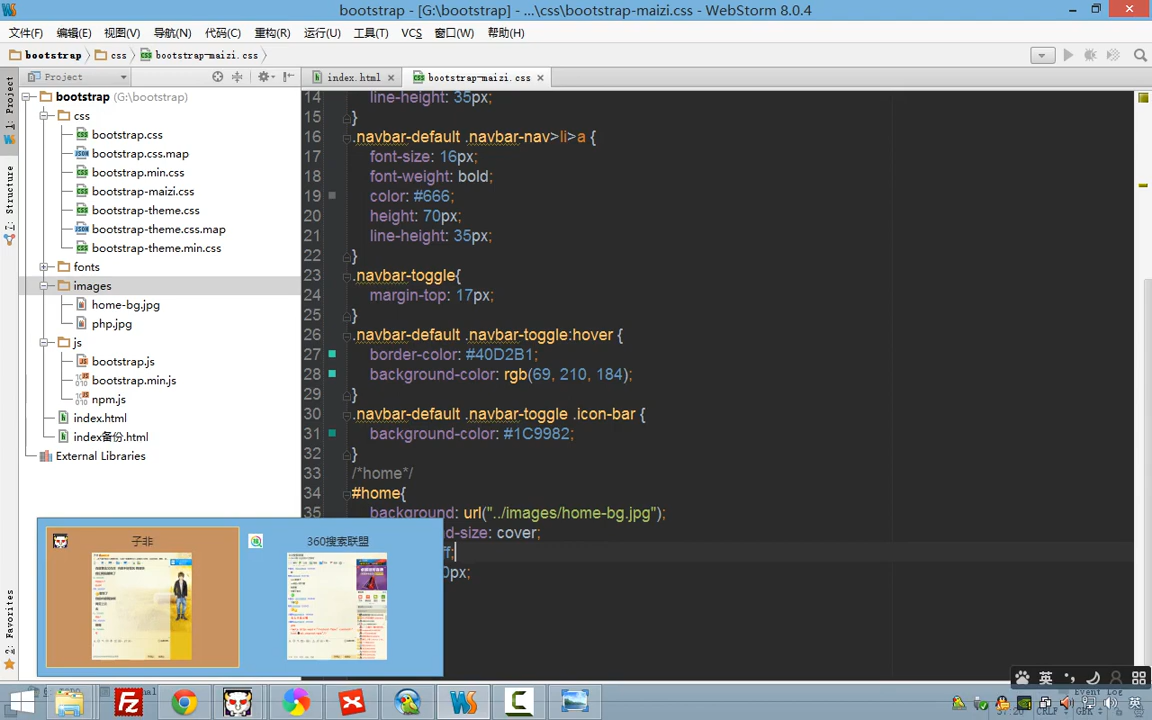 bootstrap - [G:\bootstrap] - ...\css\bootstrap-maizi.css - WebStorm 8.0.4
文件(F) 编辑(E) 视图(V) 导航(N) 代码(C) 重构(R) 运行(U) 工具(T) VCS 窗口(W) 帮助(H)
bootstrap css bootstrap-maizi.css
Project
index.html bootstrap-maizi.css
1: Project
7: Structure
2: Favorites
bootstrap (G:\bootstrap)
css
bootstrap.css
bootstrap.css.map
bootstrap.min.css
bootstrap-maizi.css
bootstrap-theme.css
bootstrap-theme.css.map
bootstrap-theme.min.css
fonts
images
home-bg.jpg
php.jpg
js
bootstrap.js
bootstrap.min.js
npm.js
index.html
index备份.html
External Libraries
14 line-height: 35px;
15 }
16 .navbar-default .navbar-nav>li>a {
17 font-size: 16px;
18 font-weight: bold;
19 color: #666;
20 height: 70px;
21 line-height: 35px;
22 }
23 .navbar-toggle{
24 margin-top: 17px;
25 }
26 .navbar-default .navbar-toggle:hover {
27 border-color: #40D2B1;
28 background-color: rgb(69, 210, 184);
29 }
30 .navbar-default .navbar-toggle .icon-bar {
31 background-color: #1C9982;
32 }
33 /*home*/
34 #home{
35 background: url("../images/home-bg.jpg");
d-size: cover;
f;
0px;
子非
360搜索联盟
英
Event Log
CRLF GBK
英